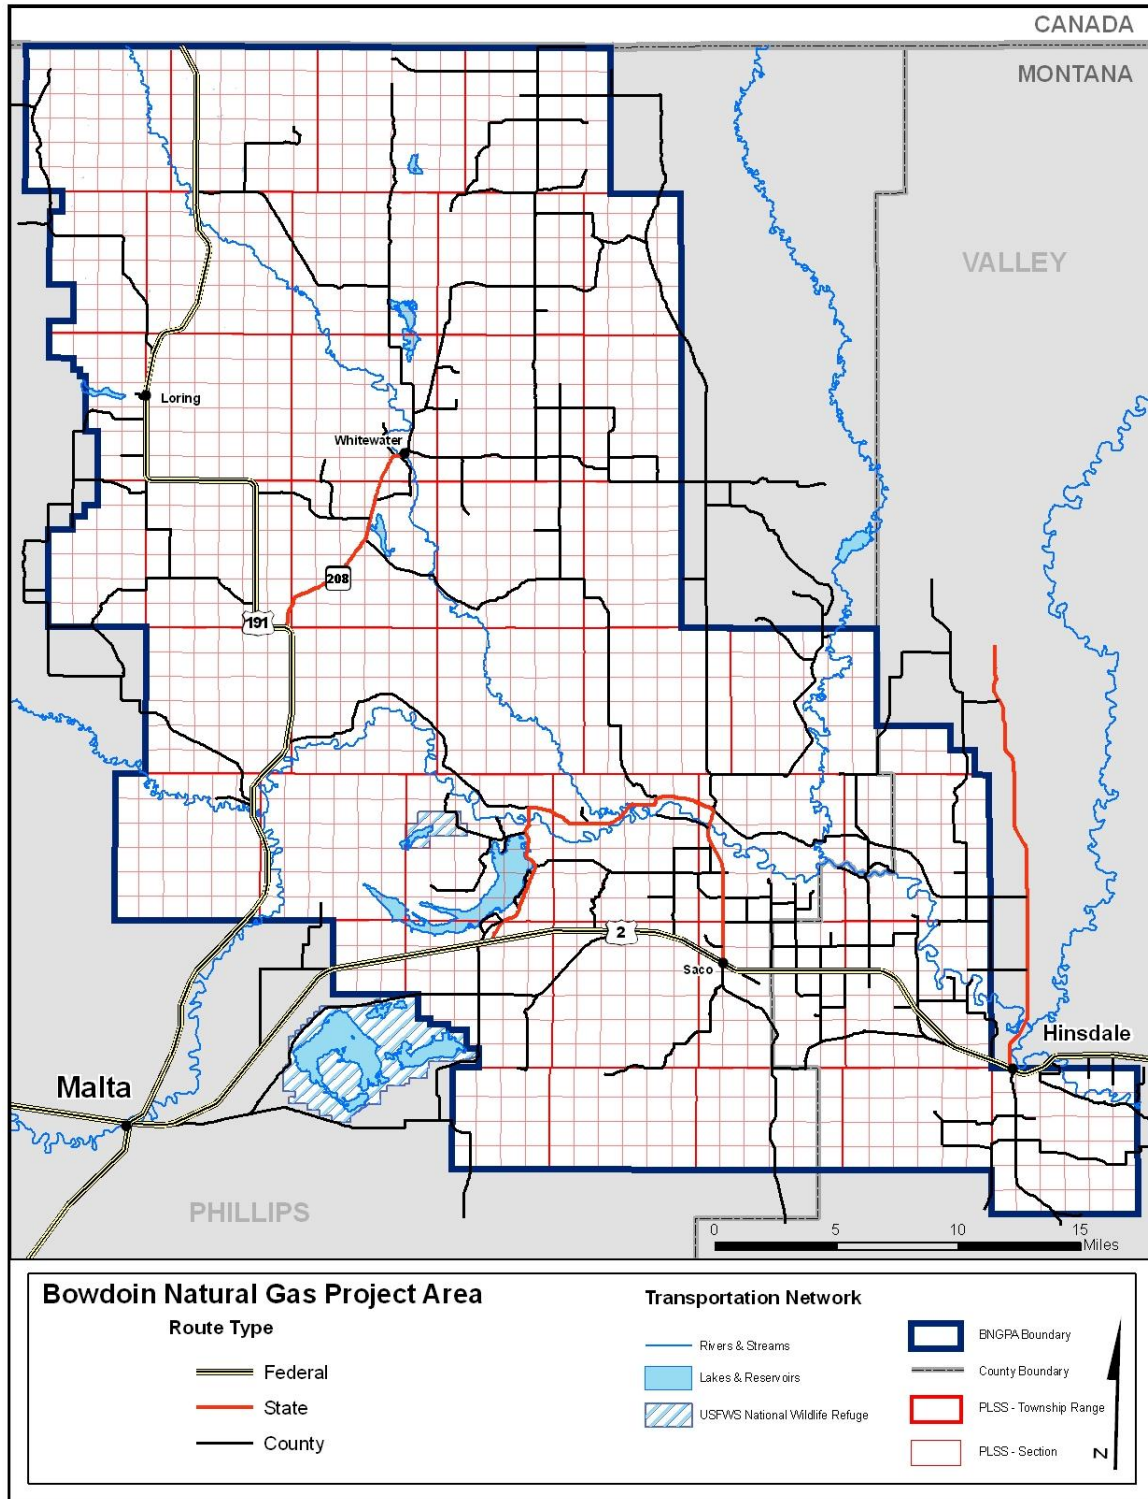 CANADA
MONTANA
VALLEY
Loring
Whitewater
208
191
2
Saco
Hinsdale
Malta
PHILLIPS
0 5 10 15
Miles
Bowdoin Natural Gas Project Area
Route Type
Federal
State
County
Transportation Network
Rivers & Streams
Lakes & Reservoirs
USFWS National Wildlife Refuge
BNGPA Boundary
County Boundary
PLSS - Township Range
PLSS - Section
N